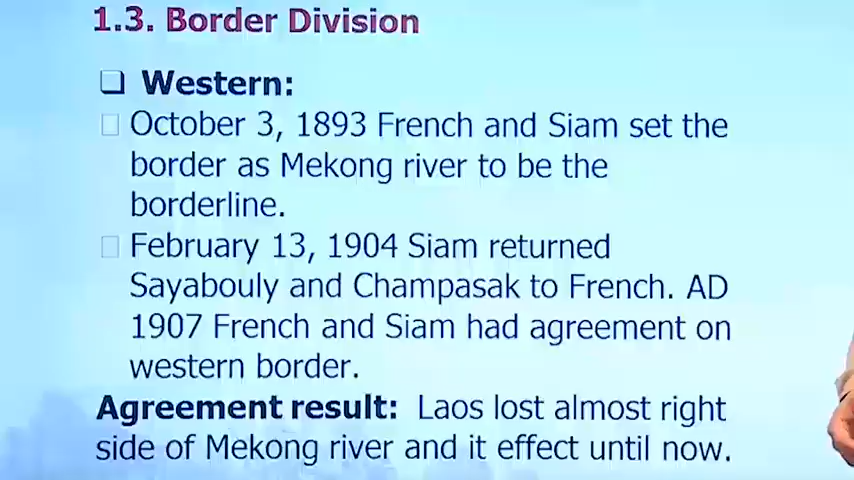 1.3. Border Division
Western:
October 3, 1893 French and Siam set the
border as Mekong river to be the
borderline.
February 13, 1904 Siam returned
Sayabouly and Champasak to French. AD
1907 French and Siam had agreement on
western border.
Agreement result: Laos lost almost right
side of Mekong river and it effect until now.